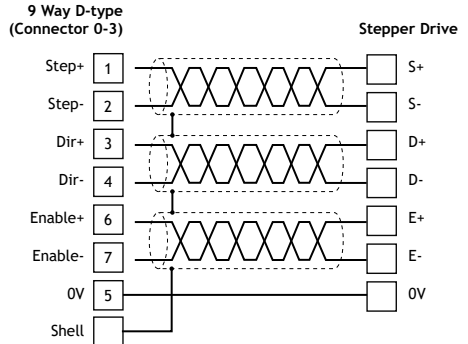 9 Way D-type
(Connector 0-3)
Stepper Drive
Step+ 1 S+
Step- 2 S-
Dir+ 3 D+
Dir- 4 D-
Enable+ 6 E+
Enable- 7 E-
0V 5 0V
Shell